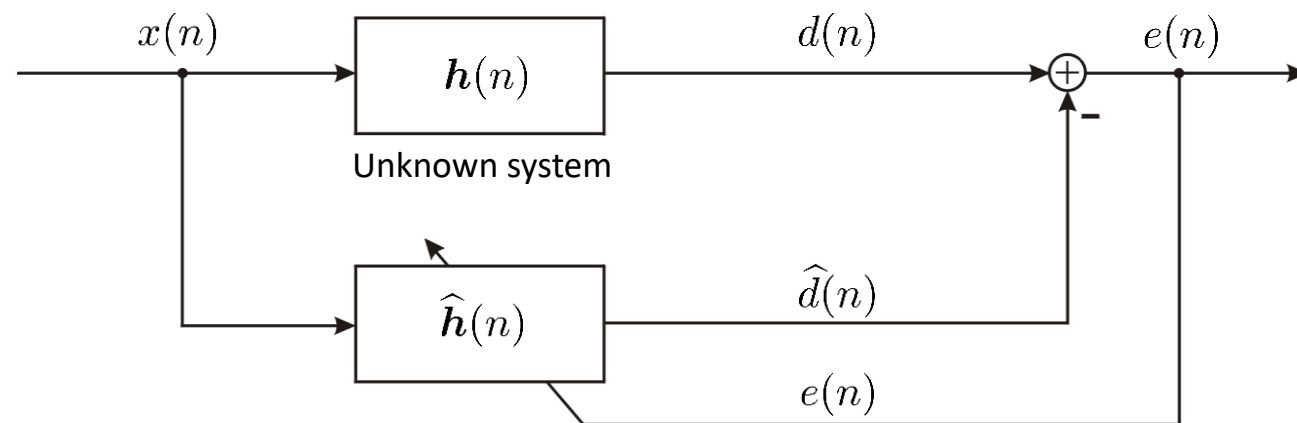 x(n)
d(n)
e(n)
h(n)
+
-
Unknown system
d̂(n)
ĥ(n)
e(n)